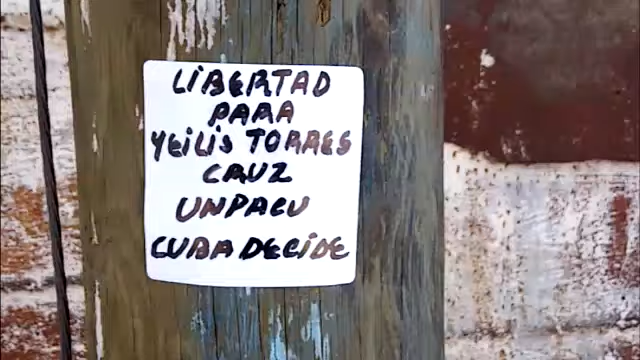 LIBERTAD
PARA
YEILIS TORRES
CRUZ
UNPACU
CUBA DECIDE